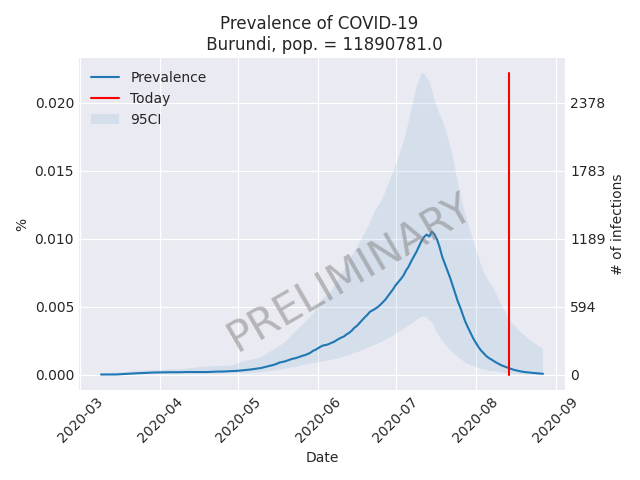 Prevalence of COVID-19
Burundi, pop. = 11890781.0
Prevalence
Today
95CI
0.020
0.015
0.010
0.005
0.000
%
2378
1783
1189
594
0
# of infections
PRELIMINARY
2020-03
2020-04
2020-05
2020-06
2020-07
2020-08
2020-09
Date